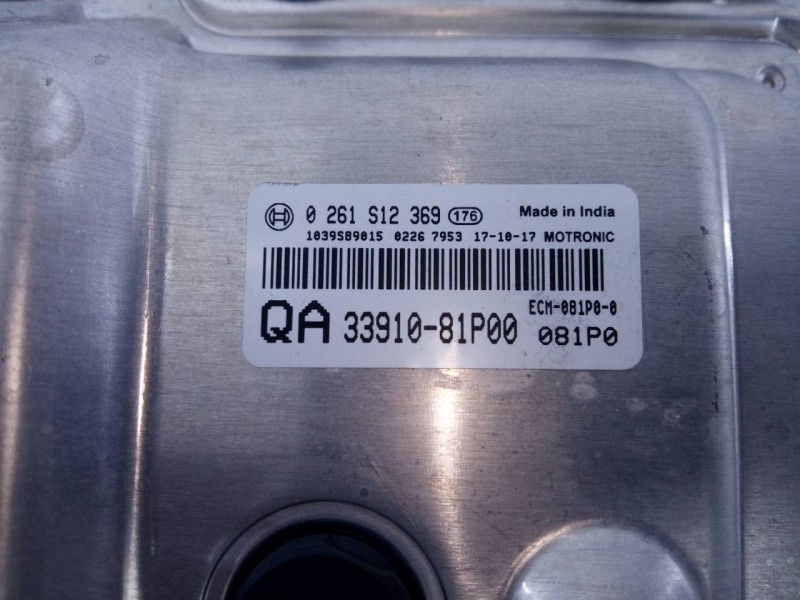 0 261 S12 369 176 Made in India
1039S89015 0226 7953 17-10-17 MOTRONIC
ECM-081P0-0
QA 33910-81P00 081P0